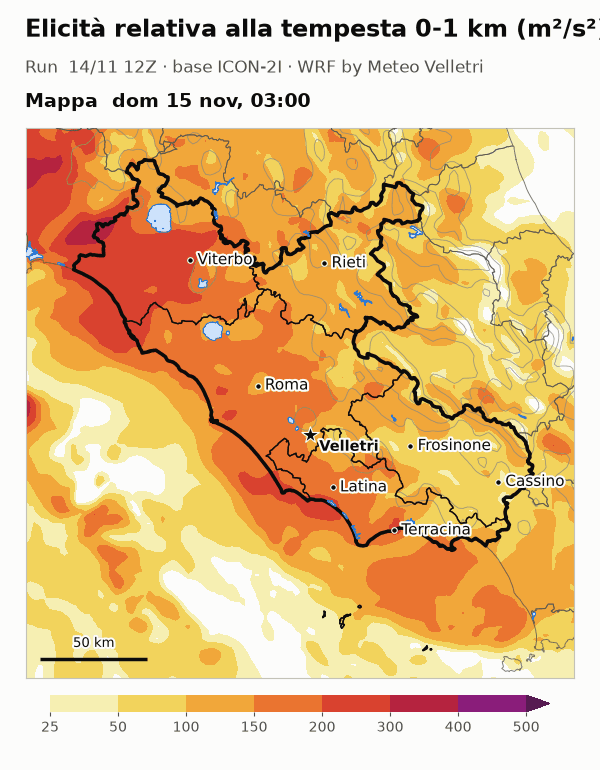 Elicità relativa alla tempesta 0-1 km (m²/s²)
Run 14/11 12Z · base ICON-2I · WRF by Meteo Velletri
Mappa dom 15 nov, 03:00
Viterbo
Rieti
Roma
Velletri
Frosinone
Cassino
Latina
Terracina
50 km
25 50 100 150 200 300 400 500